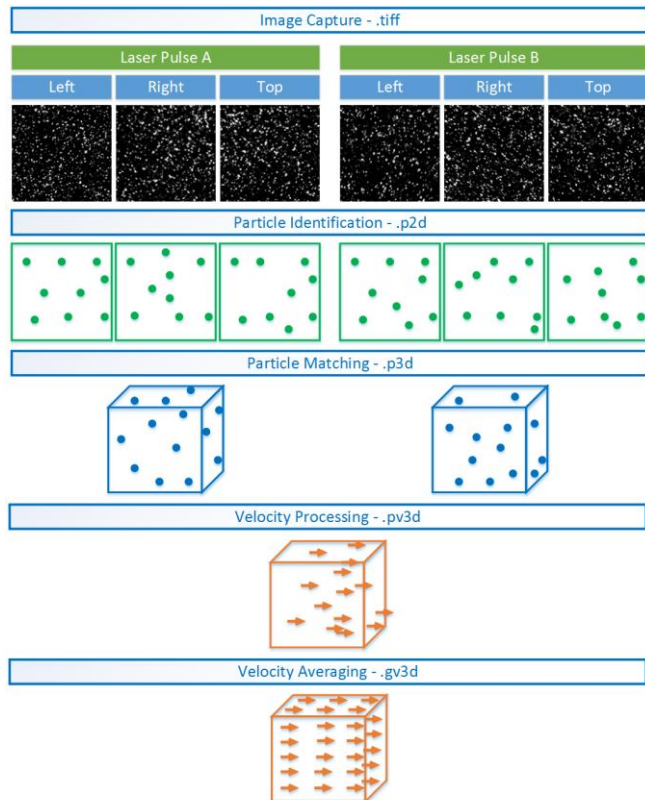 Image Capture - .tiff
Laser Pulse A Laser Pulse B
Left Right Top Left Right Top
Particle Identification - .p2d
Particle Matching - .p3d
Velocity Processing - .pv3d
Velocity Averaging - .gv3d